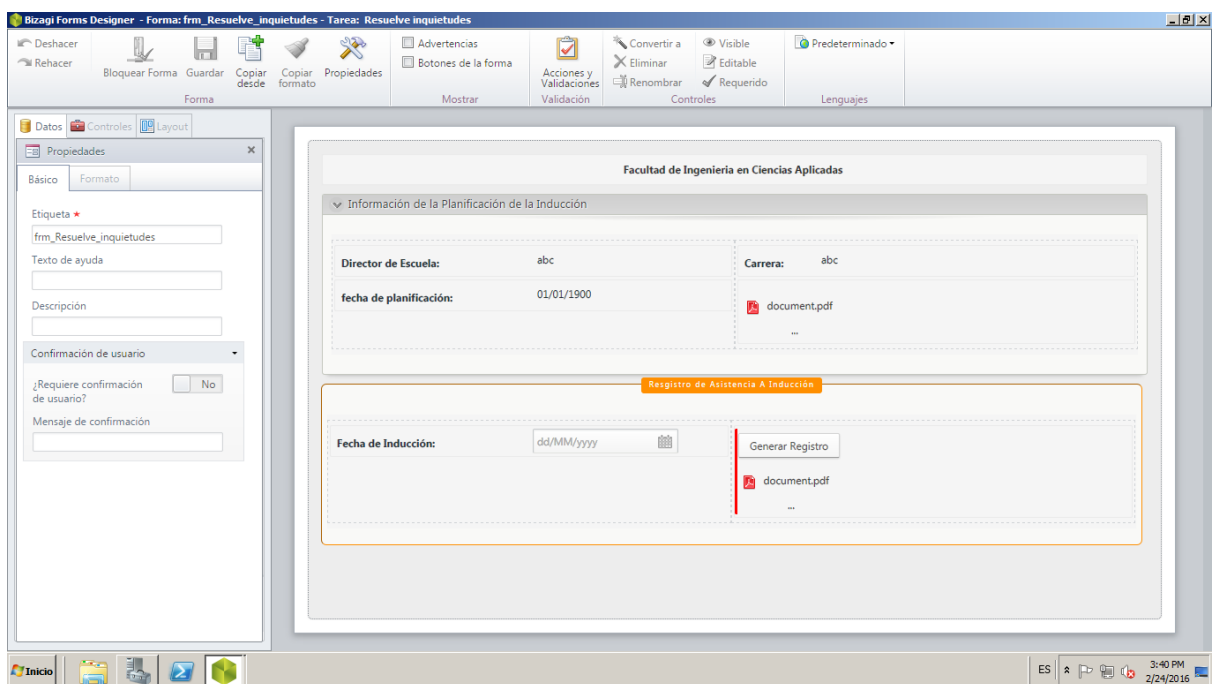 Bizagi Forms Designer - Forma: frm_Resuelve_inquietudes - Tarea: Resuelve inquietudes
Deshacer
Rehacer
Bloquear Forma
Guardar
Copiar desde
Forma
Copiar formato
Propiedades
Advertencias
Botones de la forma
Mostrar
Acciones y Validaciones
Validación
Convertir a
Eliminar
Renombrar
Visible
Editable
Requerido
Controles
Predeterminado
Lenguajes
Datos
Controles
Layout
Propiedades
Básico
Formato
Etiqueta ★
frm_Resuelve_inquietudes
Texto de ayuda
Descripción
Confirmación de usuario
¿Requiere confirmación
de usuario?
No
Mensaje de confirmación
Facultad de Ingenieria en Ciencias Aplicadas
Información de la Planificación de la Inducción
Director de Escuela: abc
Carrera: abc
fecha de planificación: 01/01/1900
document.pdf
...
Resgistro de Asistencia A Inducción
Fecha de Inducción: dd/MM/yyyy
Generar Registro
document.pdf
...
Inicio
ES
3:40 PM
2/24/2016